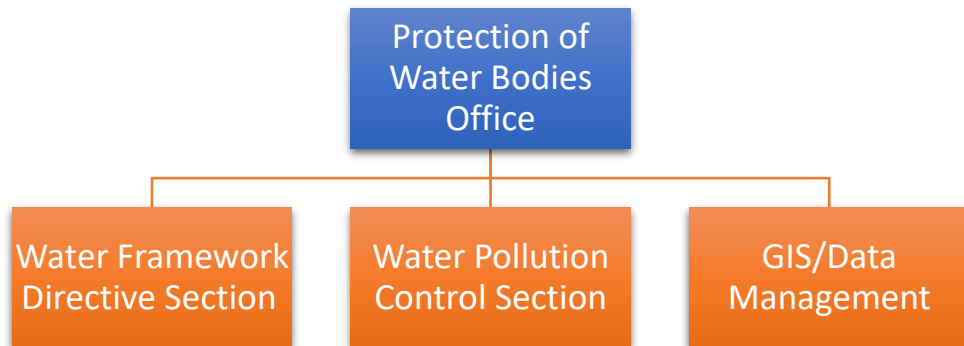 Protection of
Water Bodies
Office
Water Framework
Directive Section
Water Pollution
Control Section
GIS/Data
Management